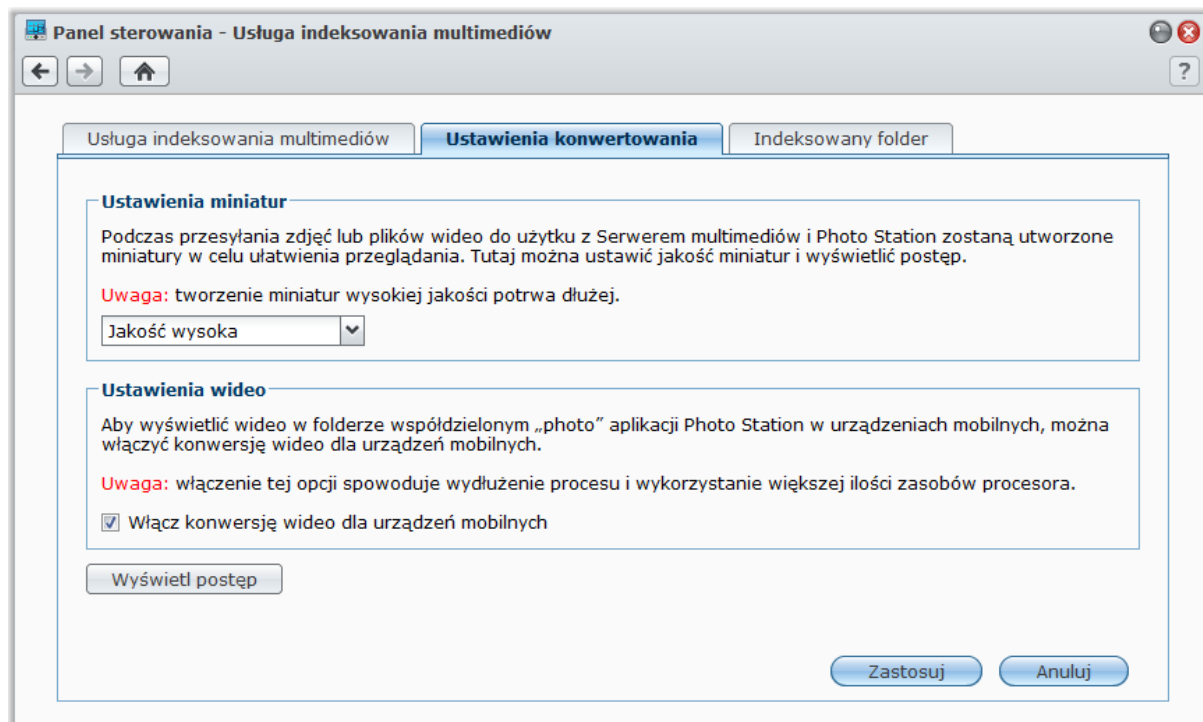 Panel sterowania - Usługa indeksowania multimediów
?
Usługa indeksowania multimediów
Ustawienia konwertowania
Indeksowany folder
Ustawienia miniatur
Podczas przesyłania zdjęć lub plików wideo do użytku z Serwerem multimediów i Photo Station zostaną utworzone
miniatury w celu ułatwienia przeglądania. Tutaj można ustawić jakość miniatur i wyświetlić postęp.
Uwaga: tworzenie miniatur wysokiej jakości potrwa dłużej.
Jakość wysoka
Ustawienia wideo
Aby wyświetlić wideo w folderze współdzielonym „photo” aplikacji Photo Station w urządzeniach mobilnych, można
włączyć konwersję wideo dla urządzeń mobilnych.
Uwaga: włączenie tej opcji spowoduje wydłużenie procesu i wykorzystanie większej ilości zasobów procesora.
Włącz konwersję wideo dla urządzeń mobilnych
Wyświetl postęp
Zastosuj
Anuluj